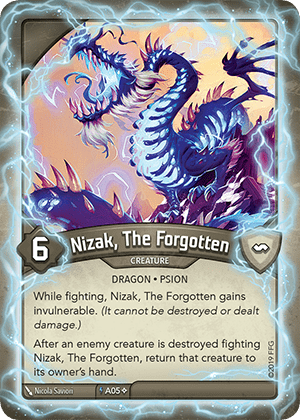 6
Nizak, The Forgotten
CREATURE
DRAGON • PSION
While fighting, Nizak, The Forgotten gains
invulnerable. (It cannot be destroyed or dealt
damage.)
After an enemy creature is destroyed fighting
Nizak, The Forgotten, return that creature to
its owner's hand.
©2019 FFG
Nicola Saviori
A05